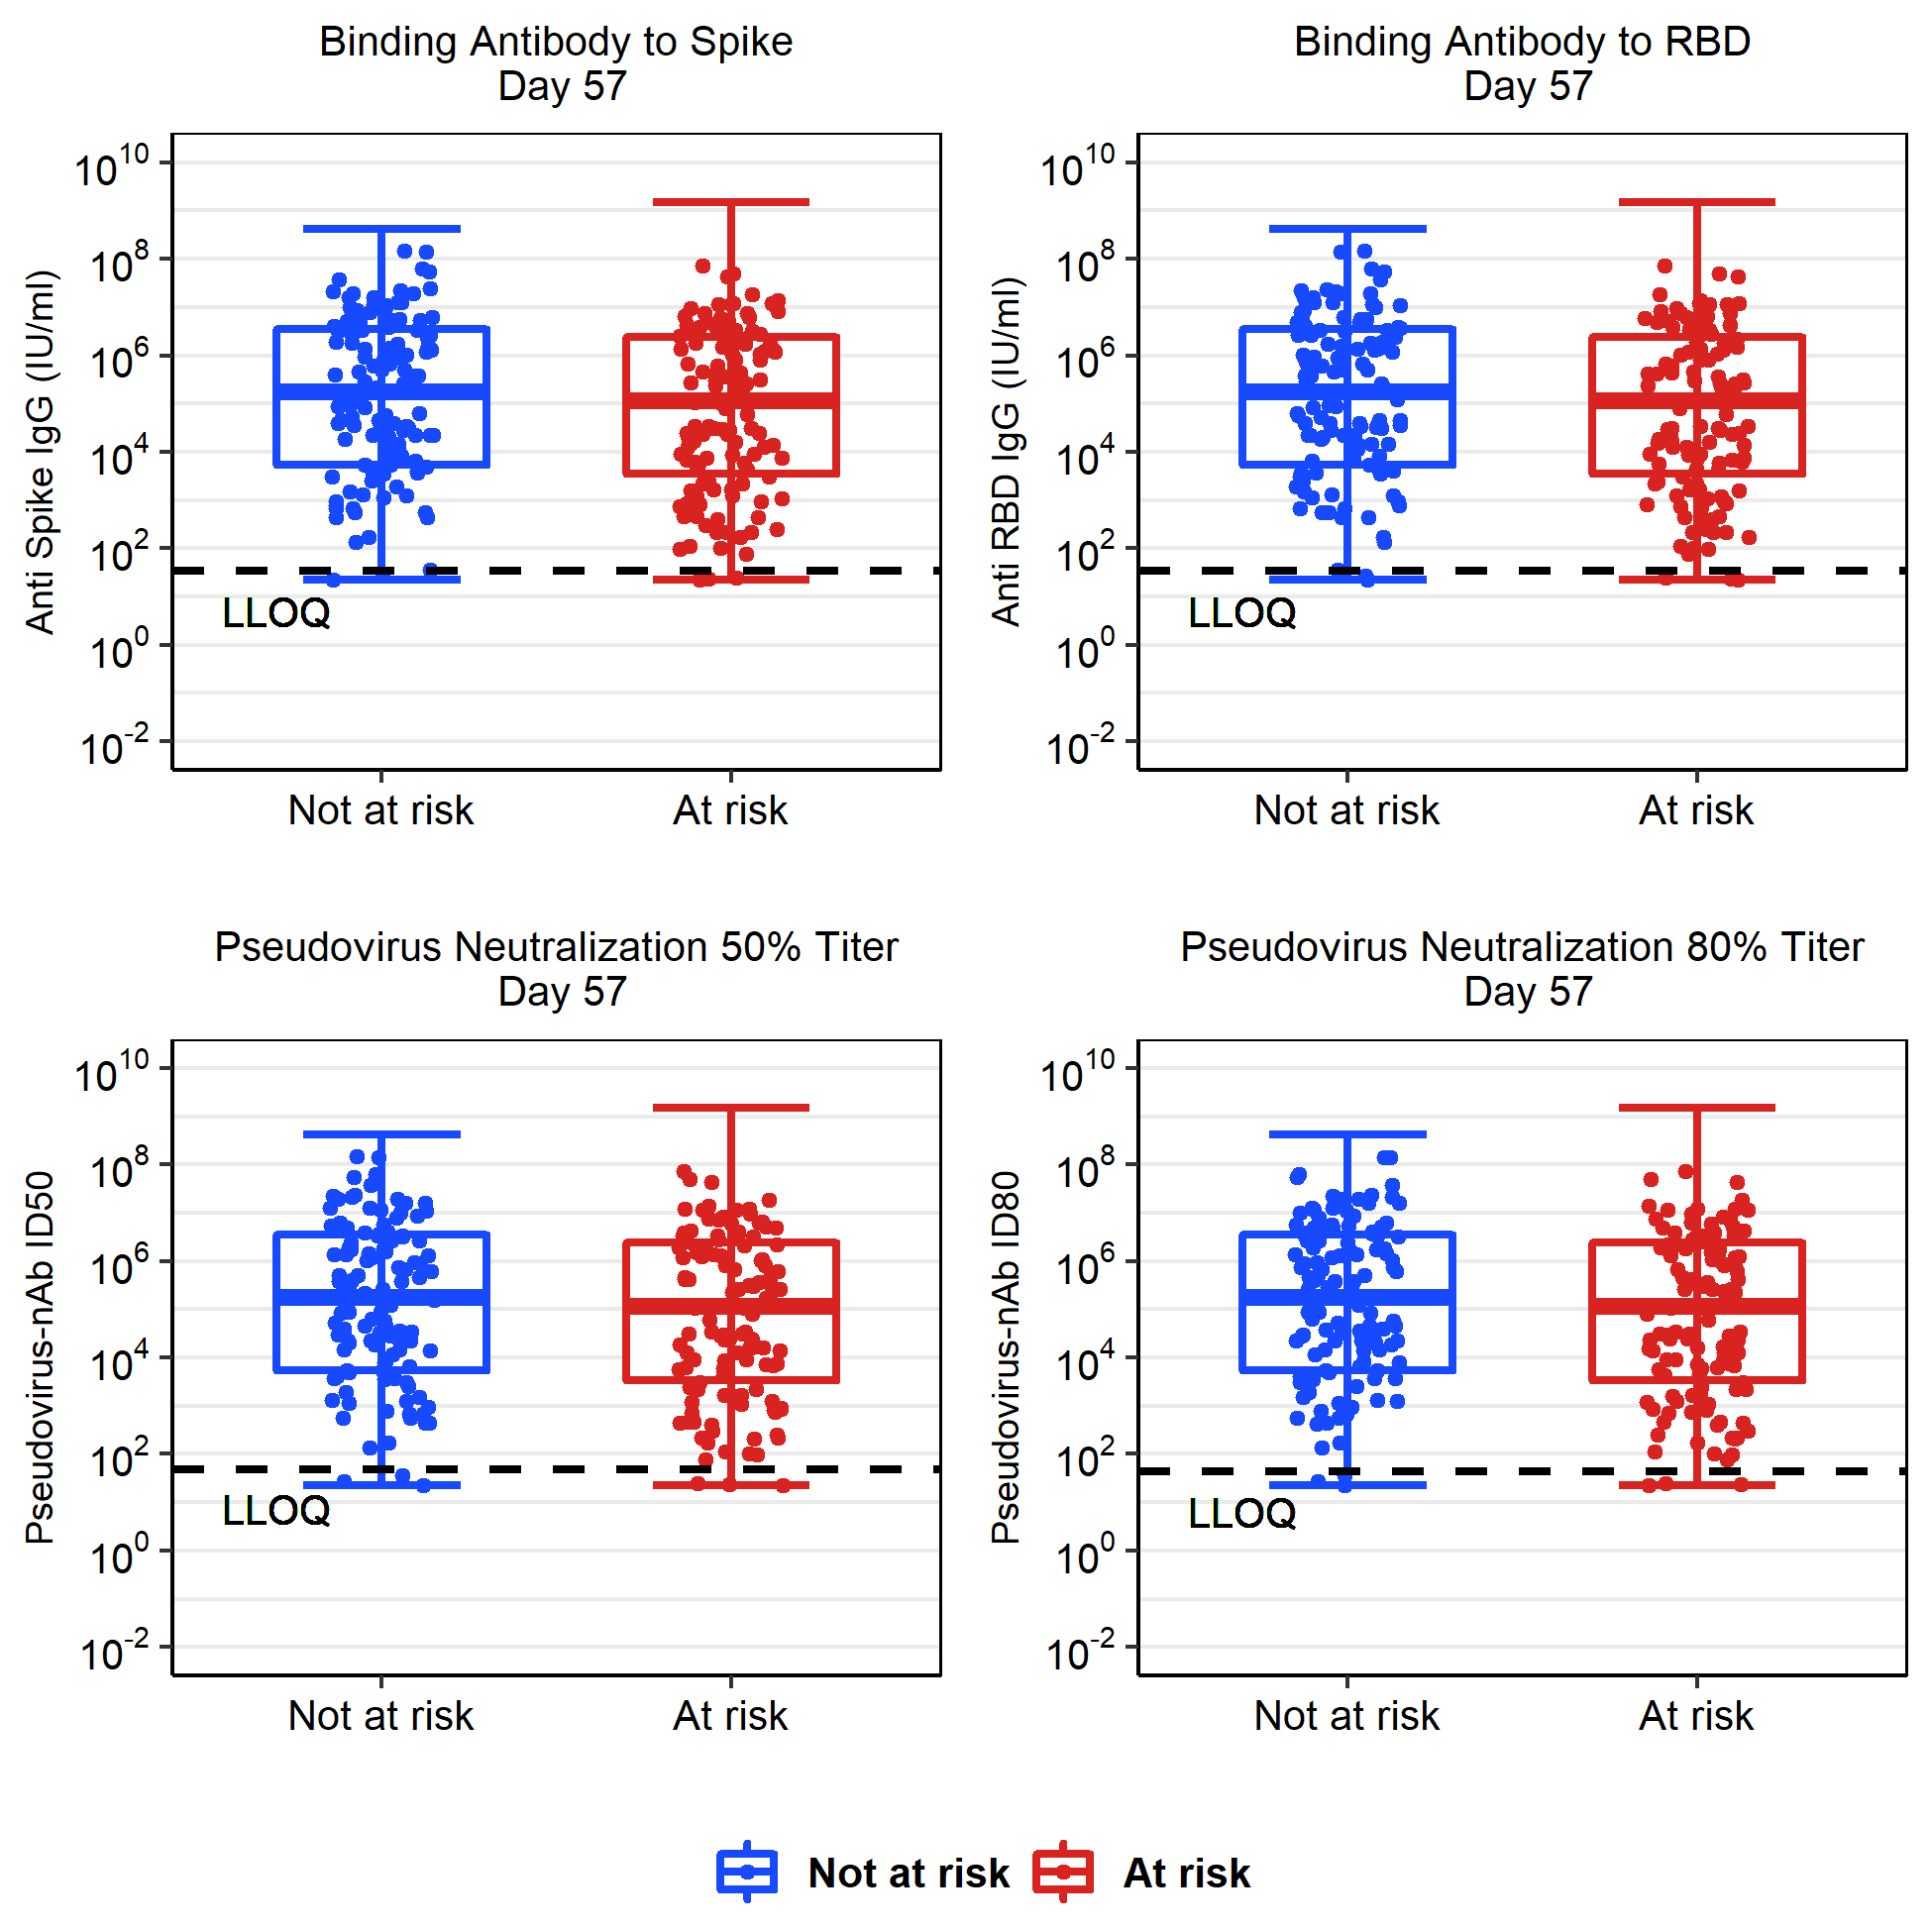 Binding Antibody to Spike
Day 57
Anti Spike IgG (IU/ml)
10^10
10^8
10^6
10^4
10^2
10^0
10^-2
LLOQ
Not at risk At risk
Binding Antibody to RBD
Day 57
Anti RBD IgG (IU/ml)
10^10
10^8
10^6
10^4
10^2
10^0
10^-2
LLOQ
Not at risk At risk
Pseudovirus Neutralization 50% Titer
Day 57
Pseudovirus-nAb ID50
10^10
10^8
10^6
10^4
10^2
10^0
10^-2
LLOQ
Not at risk At risk
Pseudovirus Neutralization 80% Titer
Day 57
Pseudovirus-nAb ID80
10^10
10^8
10^6
10^4
10^2
10^0
10^-2
LLOQ
Not at risk At risk
Not at risk At risk